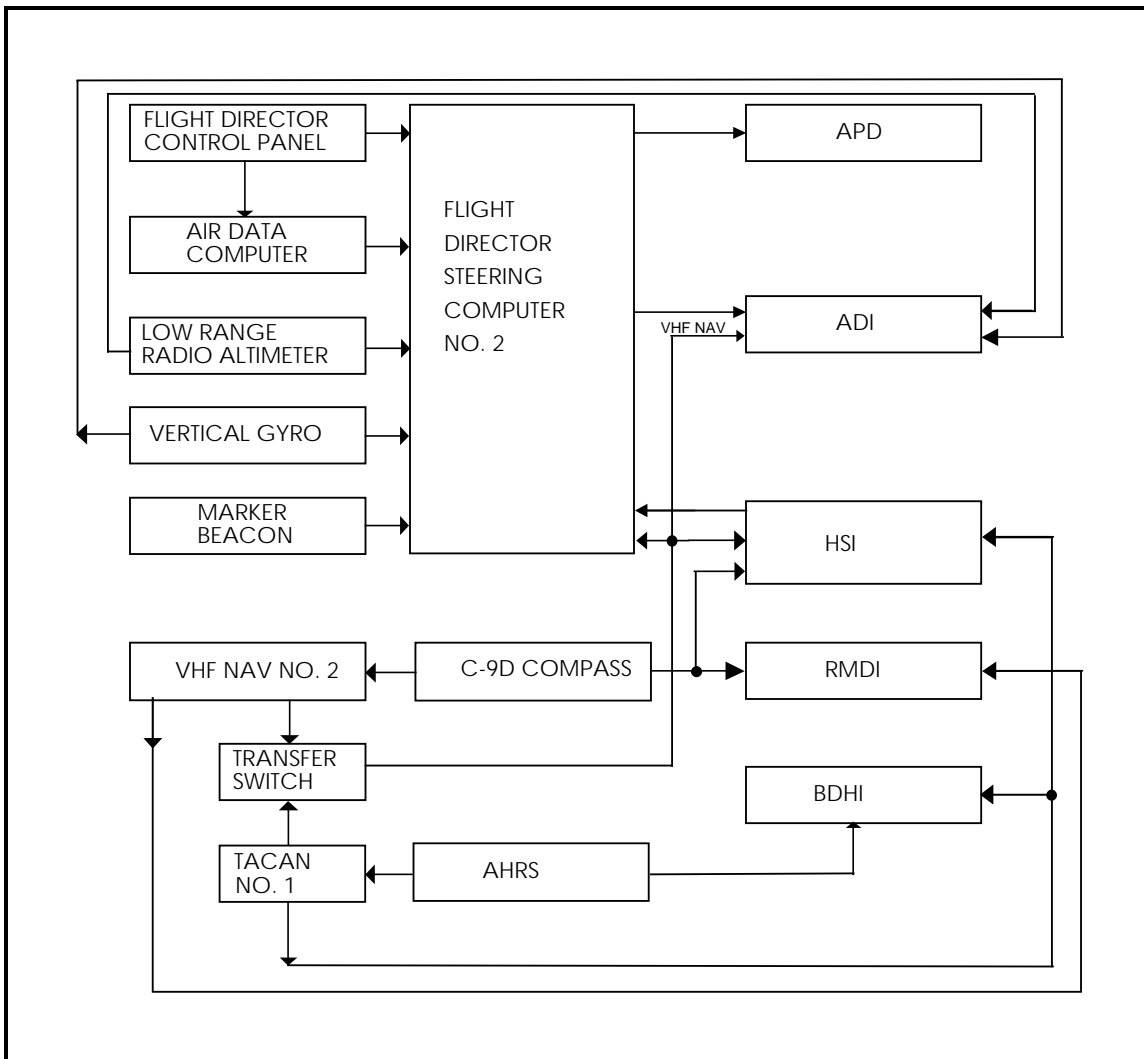 FLIGHT DIRECTOR
CONTROL PANEL
AIR DATA
COMPUTER
LOW RANGE
RADIO ALTIMETER
VERTICAL GYRO
MARKER
BEACON
FLIGHT
DIRECTOR
STEERING
COMPUTER
NO. 2
APD
VHF NAV
ADI
HSI
VHF NAV NO. 2
C-9D COMPASS
RMDI
TRANSFER
SWITCH
BDHI
TACAN
NO. 1
AHRS